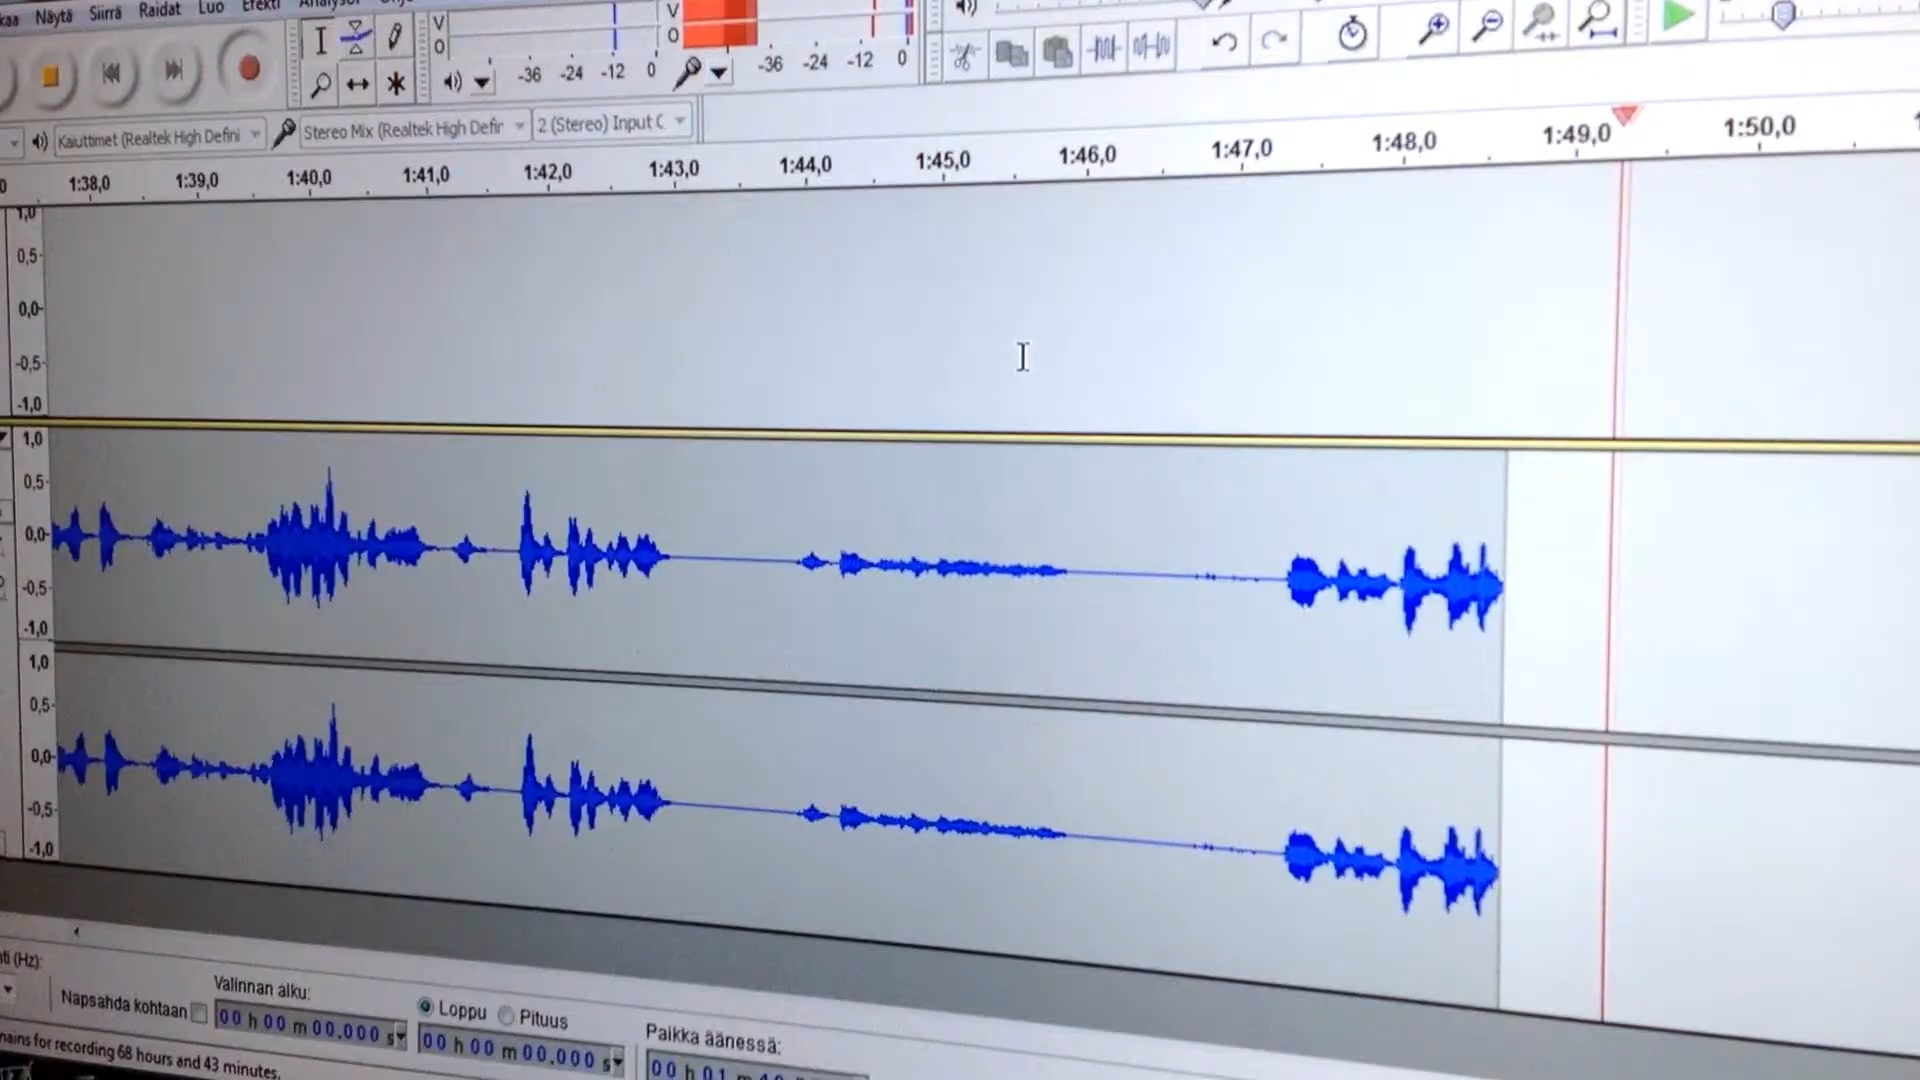 Näytä Siirrä Raidat Luo Efekti
V
O
-36 -24 -12 0
V
O
-36 -24 -12 0
Kaiuttimet (Realtek High Defini
Stereo Mix (Realtek High Defir
2 (Stereo) Input C
1:38,0 1:39,0 1:40,0 1:41,0 1:42,0 1:43,0 1:44,0 1:45,0 1:46,0 1:47,0 1:48,0 1:49,0 1:50,0
1,0
0,5
0,0
-0,5
-1,0
1,0
0,5
0,0
-0,5
-1,0
1,0
0,5
0,0
-0,5
-1,0
(Hz):
Napsahda kohtaan
Valinnan alku:
00 h 00 m 00.000 s
Loppu
Pituus
00 h 00 m 00.000 s
Paikka äänessä:
00 h 01 m
for recording 68 hours and 43 minutes.